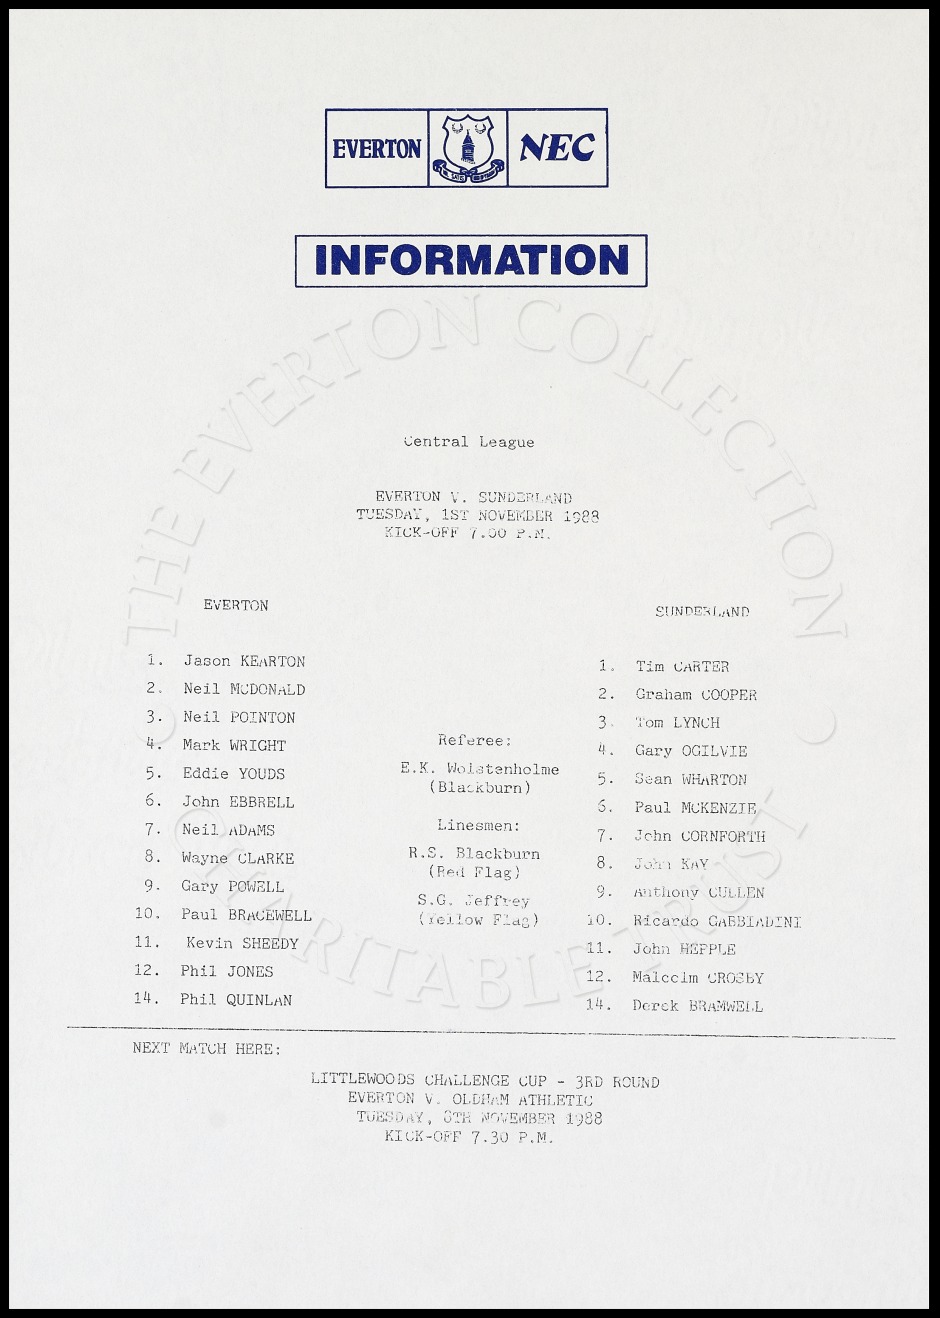 EVERTON NEC
INFORMATION
THE EVERTON COLLECTION
CHARITABLE TRUST
Central League
EVERTON V. SUNDERLAND
TUESDAY, 1ST NOVEMBER 1988
KICK-OFF 7.00 P.M.
EVERTON
1. Jason KEARTON
2. Neil MCDONALD
3. Neil POINTON
4. Mark WRIGHT
5. Eddie YOUDS
6. John EBBRELL
7. Neil ADAMS
8. Wayne CLARKE
9. Gary POWELL
10. Paul BRACEWELL
11. Kevin SHEEDY
12. Phil JONES
14. Phil QUINLAN
Referee:
E.K. Wolstenholme
(Blackburn)
Linesmen:
R.S. Blackburn
(Red Flag)
S.G. Jeffrey
(Yellow Flag)
SUNDERLAND
1. Tim CARTER
2. Graham COOPER
3. Tom LYNCH
4. Gary OGILVIE
5. Sean WHARTON
6. Paul MCKENZIE
7. John CORNFORTH
8. John KAY
9. Anthony CULLEN
10. Ricardo GABBIADINI
11. John HEPPLE
12. Malcolm CROSBY
14. Derek BRAMWELL
NEXT MATCH HERE:
LITTLEWOODS CHALLENGE CUP - 3RD ROUND
EVERTON V. OLDHAM ATHLETIC
TUESDAY, 8TH NOVEMBER 1988
KICK-OFF 7.30 P.M.